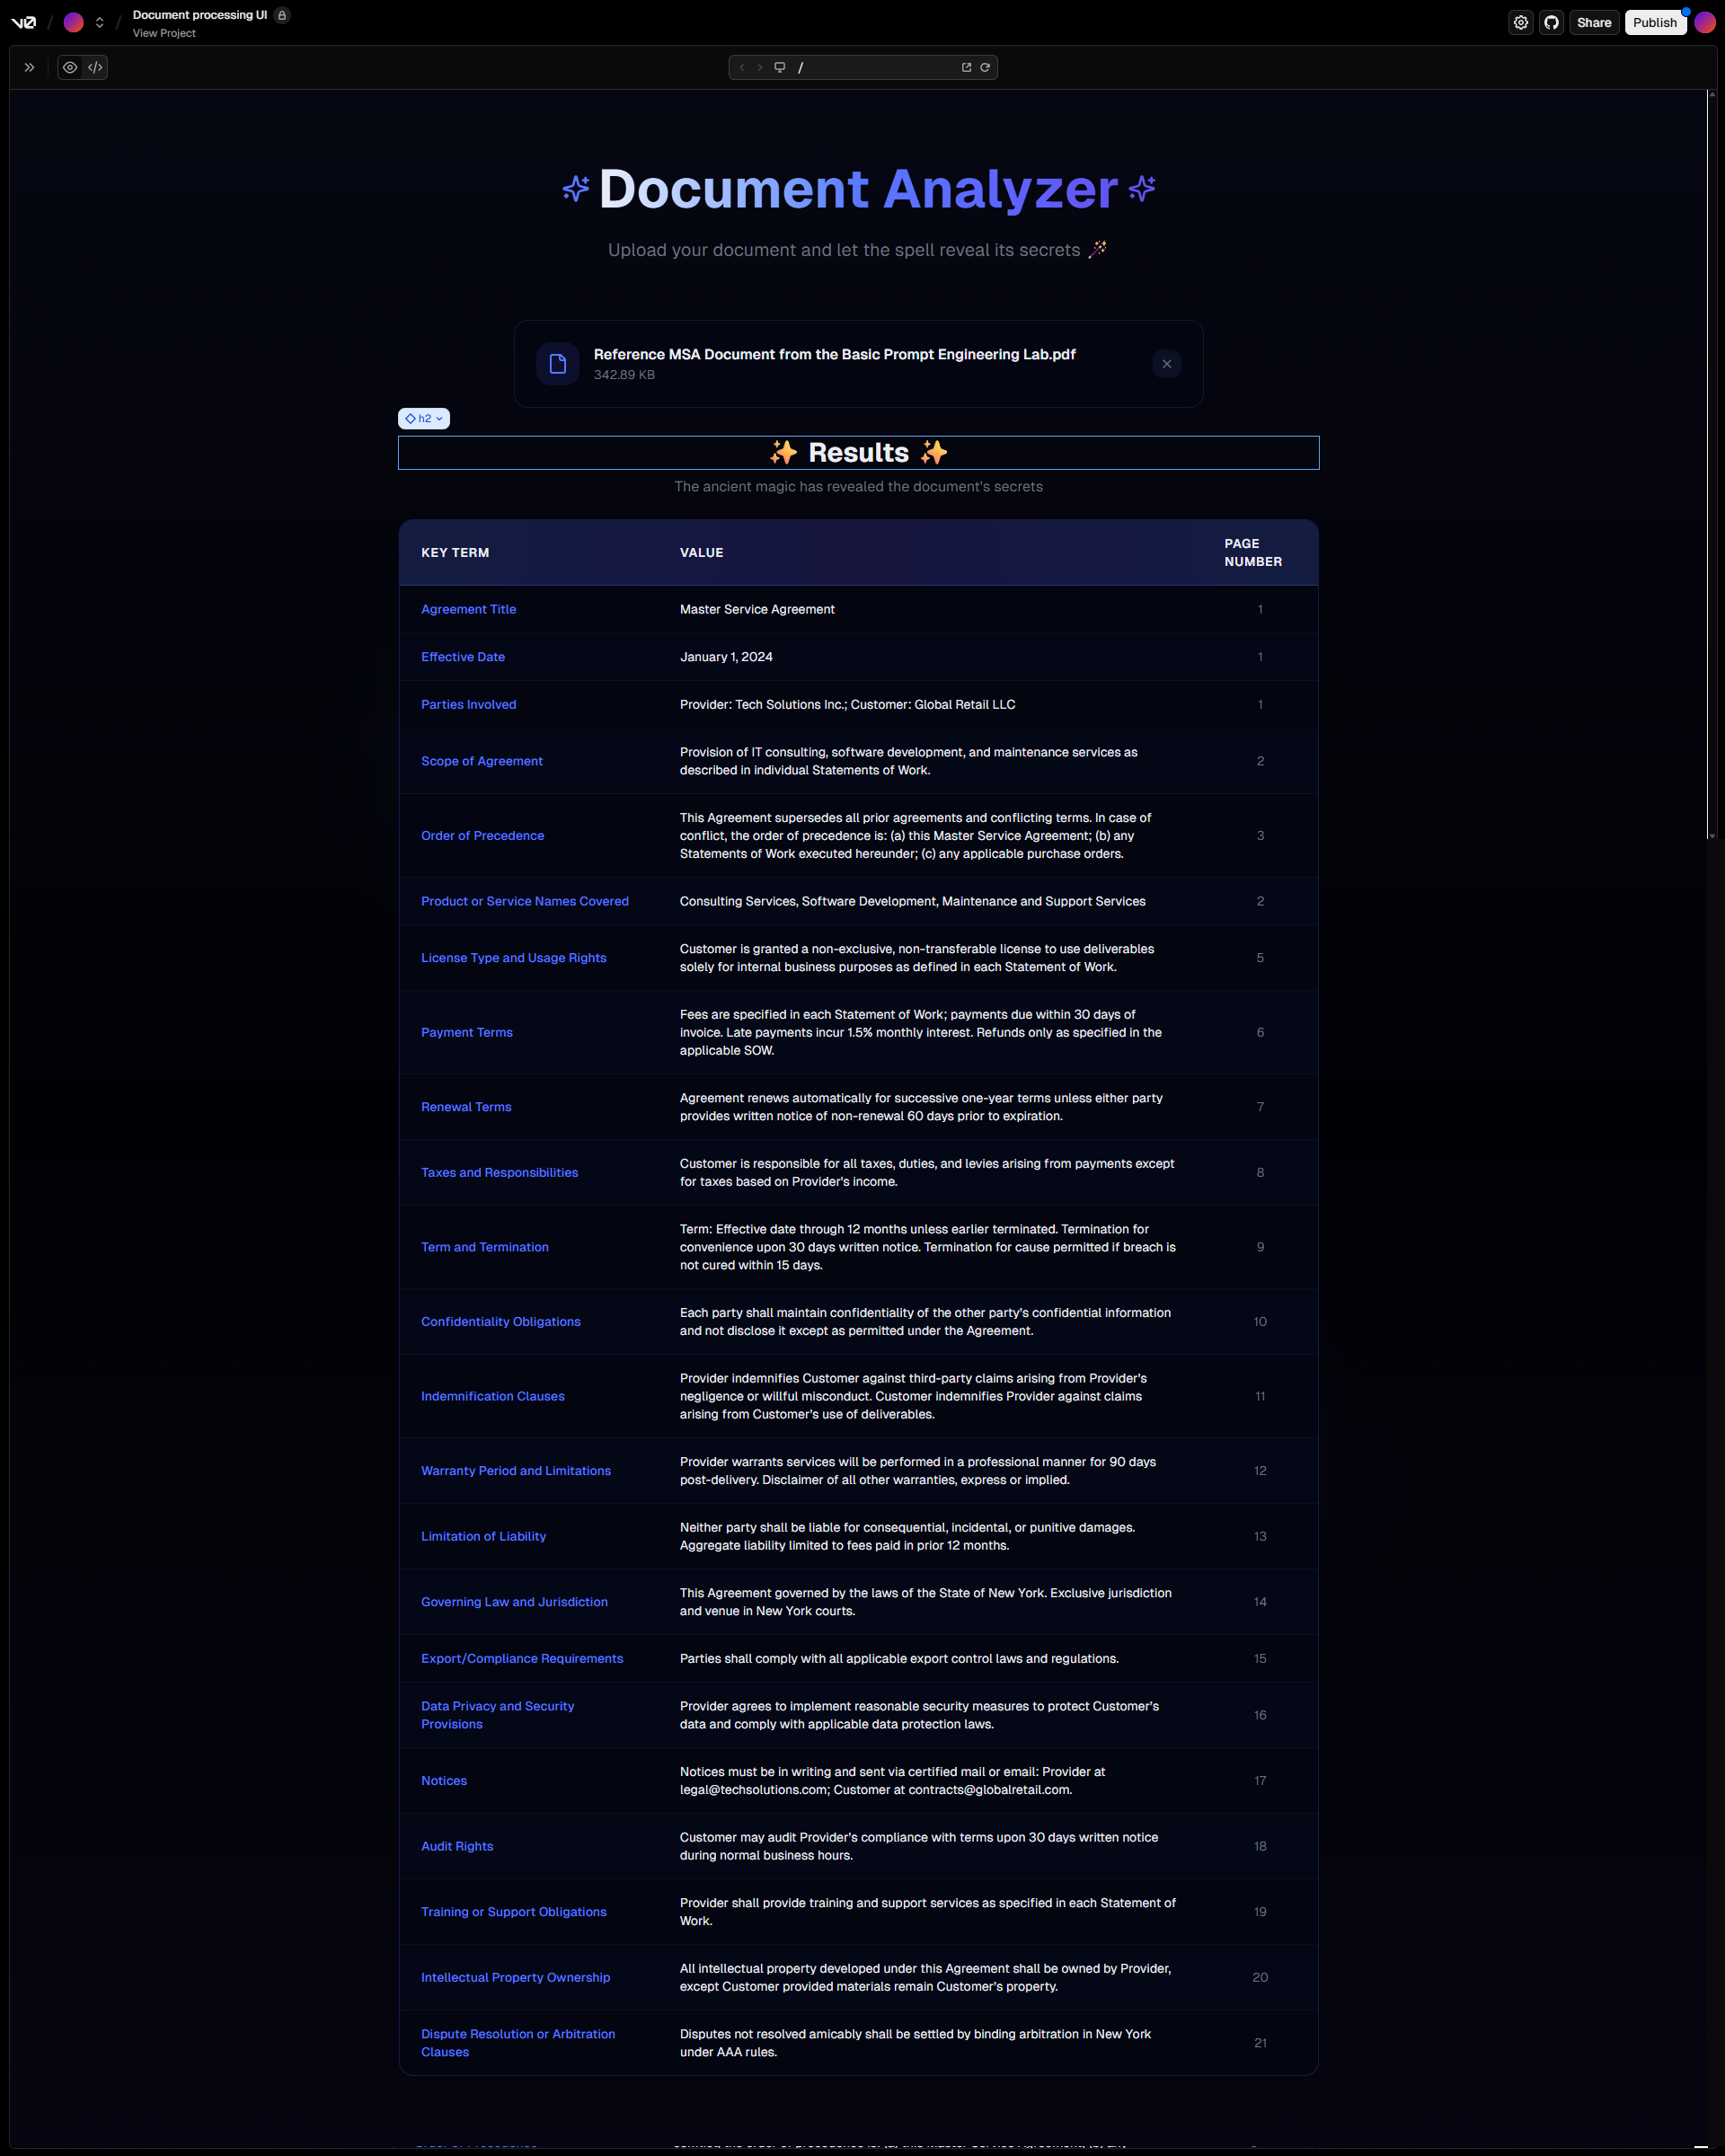 v0
/
/
Document processing UI
View Project
Share
Publish
/
Document Analyzer
Upload your document and let the spell reveal its secrets 🪄
Reference MSA Document from the Basic Prompt Engineering Lab.pdf
342.89 KB
h2
✨ Results ✨
The ancient magic has revealed the document's secrets
KEY TERM
VALUE
PAGE
NUMBER
Agreement Title
Master Service Agreement
1
Effective Date
January 1, 2024
1
Parties Involved
Provider: Tech Solutions Inc.; Customer: Global Retail LLC
1
Scope of Agreement
Provision of IT consulting, software development, and maintenance services as
described in individual Statements of Work.
2
Order of Precedence
This Agreement supersedes all prior agreements and conflicting terms. In case of
conflict, the order of precedence is: (a) this Master Service Agreement; (b) any
Statements of Work executed hereunder; (c) any applicable purchase orders.
3
Product or Service Names Covered
Consulting Services, Software Development, Maintenance and Support Services
2
License Type and Usage Rights
Customer is granted a non-exclusive, non-transferable license to use deliverables
solely for internal business purposes as defined in each Statement of Work.
5
Payment Terms
Fees are specified in each Statement of Work; payments due within 30 days of
invoice. Late payments incur 1.5% monthly interest. Refunds only as specified in the
applicable SOW.
6
Renewal Terms
Agreement renews automatically for successive one-year terms unless either party
provides written notice of non-renewal 60 days prior to expiration.
7
Taxes and Responsibilities
Customer is responsible for all taxes, duties, and levies arising from payments except
for taxes based on Provider's income.
8
Term and Termination
Term: Effective date through 12 months unless earlier terminated. Termination for
convenience upon 30 days written notice. Termination for cause permitted if breach is
not cured within 15 days.
9
Confidentiality Obligations
Each party shall maintain confidentiality of the other party's confidential information
and not disclose it except as permitted under the Agreement.
10
Indemnification Clauses
Provider indemnifies Customer against third-party claims arising from Provider's
negligence or willful misconduct. Customer indemnifies Provider against claims
arising from Customer's use of deliverables.
11
Warranty Period and Limitations
Provider warrants services will be performed in a professional manner for 90 days
post-delivery. Disclaimer of all other warranties, express or implied.
12
Limitation of Liability
Neither party shall be liable for consequential, incidental, or punitive damages.
Aggregate liability limited to fees paid in prior 12 months.
13
Governing Law and Jurisdiction
This Agreement governed by the laws of the State of New York. Exclusive jurisdiction
and venue in New York courts.
14
Export/Compliance Requirements
Parties shall comply with all applicable export control laws and regulations.
15
Data Privacy and Security
Provisions
Provider agrees to implement reasonable security measures to protect Customer's
data and comply with applicable data protection laws.
16
Notices
Notices must be in writing and sent via certified mail or email: Provider at
legal@techsolutions.com; Customer at contracts@globalretail.com.
17
Audit Rights
Customer may audit Provider's compliance with terms upon 30 days written notice
during normal business hours.
18
Training or Support Obligations
Provider shall provide training and support services as specified in each Statement of
Work.
19
Intellectual Property Ownership
All intellectual property developed under this Agreement shall be owned by Provider,
except Customer provided materials remain Customer's property.
20
Dispute Resolution or Arbitration
Clauses
Disputes not resolved amicably shall be settled by binding arbitration in New York
under AAA rules.
21